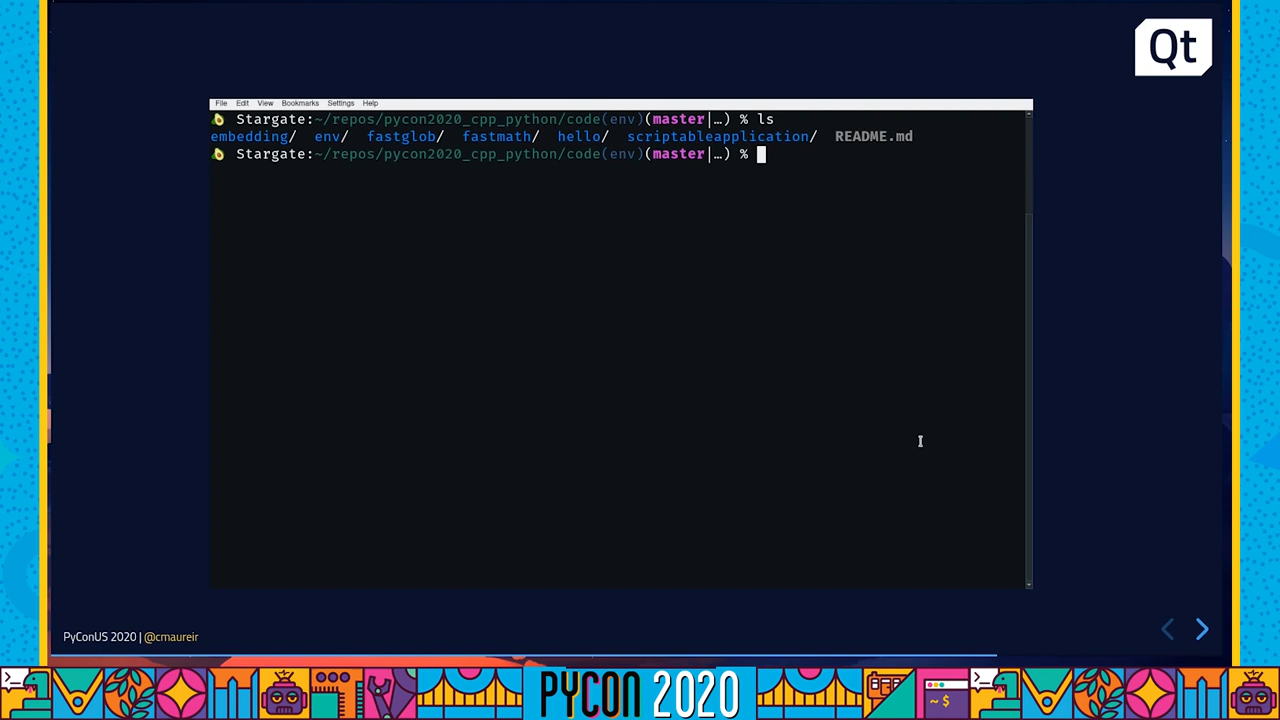 Qt
File Edit View Bookmarks Settings Help
🥑 Stargate:~/repos/pycon2020_cpp_python/code(env)(master|…) % ls
embedding/ env/ fastglob/ fastmath/ hello/ scriptableapplication/ README.md
🥑 Stargate:~/repos/pycon2020_cpp_python/code(env)(master|…) %
PyConUS 2020 | @cmaureir
PYCON 2020
~ $